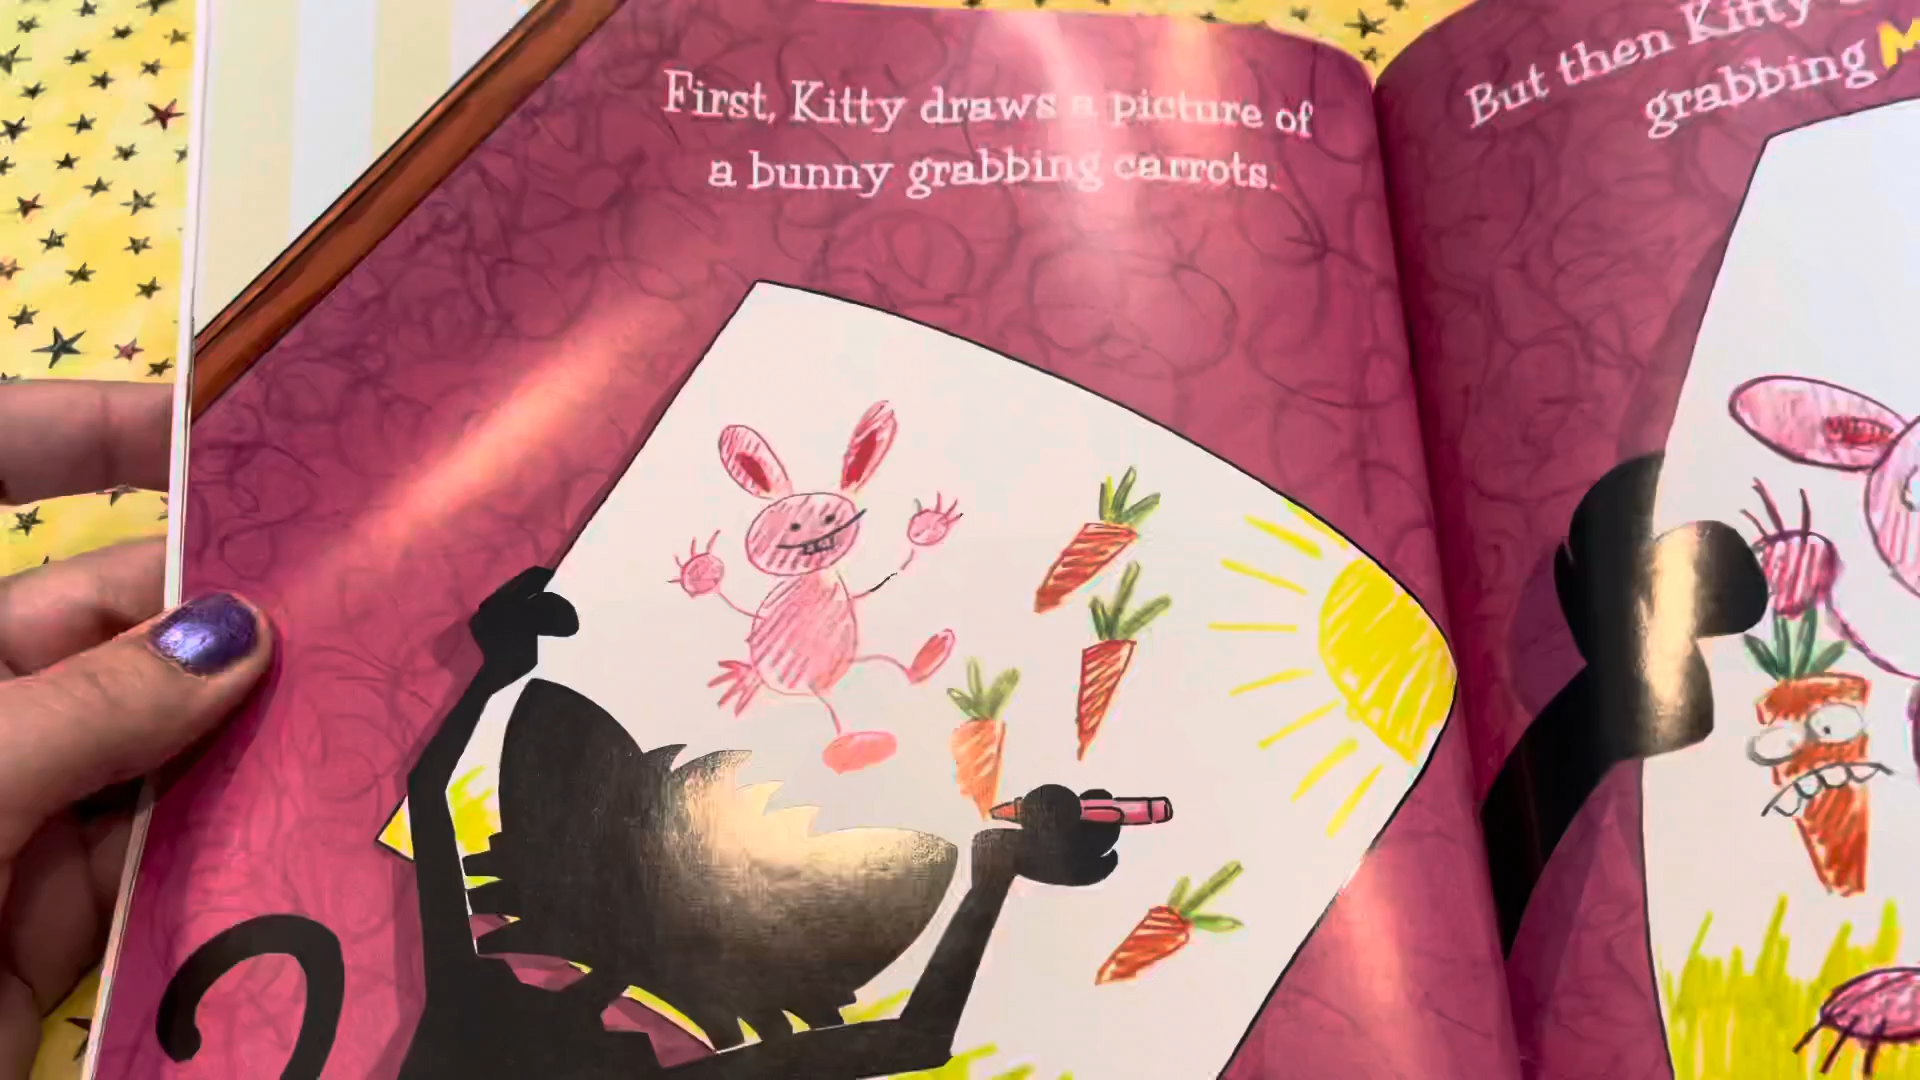 First, Kitty draws a picture of
a bunny grabbing carrots.
But then Kitty
grabbing